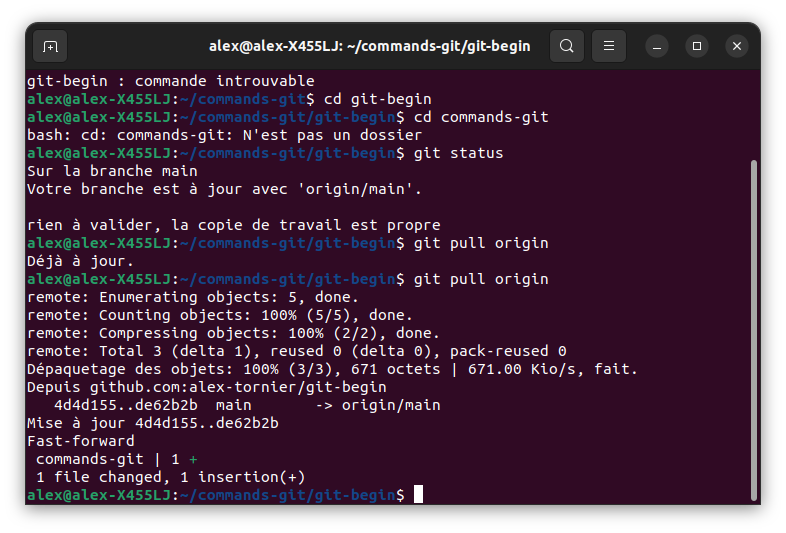 alex@alex-X455LJ: ~/commands-git/git-begin
git-begin : commande introuvable
alex@alex-X455LJ:~/commands-git$ cd git-begin
alex@alex-X455LJ:~/commands-git/git-begin$ cd commands-git
bash: cd: commands-git: N'est pas un dossier
alex@alex-X455LJ:~/commands-git/git-begin$ git status
Sur la branche main
Votre branche est à jour avec 'origin/main'.
rien à valider, la copie de travail est propre
alex@alex-X455LJ:~/commands-git/git-begin$ git pull origin
Déjà à jour.
alex@alex-X455LJ:~/commands-git/git-begin$ git pull origin
remote: Enumerating objects: 5, done.
remote: Counting objects: 100% (5/5), done.
remote: Compressing objects: 100% (2/2), done.
remote: Total 3 (delta 1), reused 0 (delta 0), pack-reused 0
Dépaquetage des objets: 100% (3/3), 671 octets | 671.00 Kio/s, fait.
Depuis github.com:alex-tornier/git-begin
   4d4d155..de62b2b  main       -> origin/main
Mise à jour 4d4d155..de62b2b
Fast-forward
 commands-git | 1 +
 1 file changed, 1 insertion(+)
alex@alex-X455LJ:~/commands-git/git-begin$